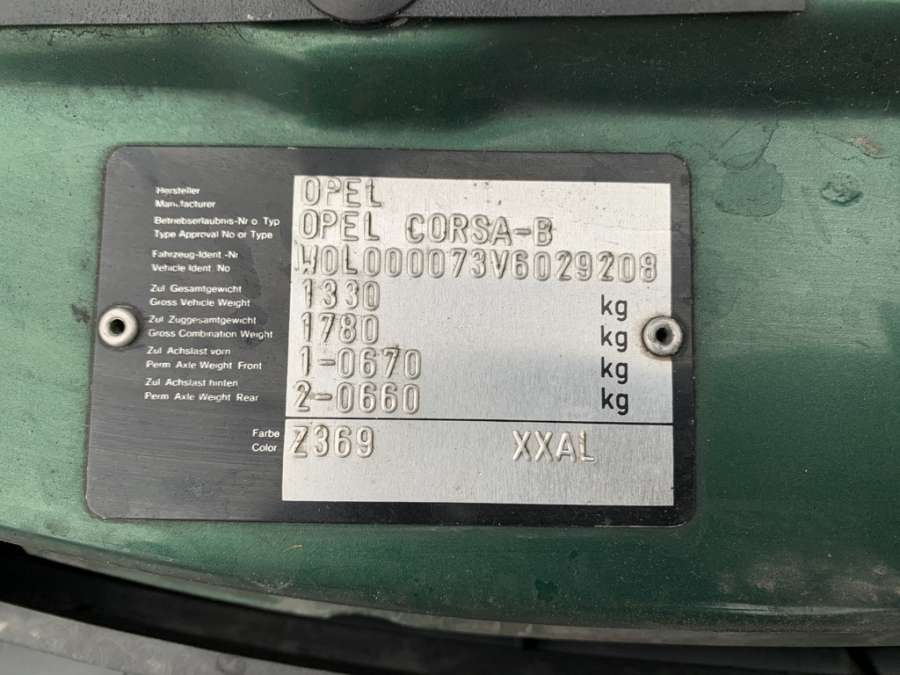 Hersteller
Manufacturer
OPEL
Betriebserlaubnis-Nr o. Typ
Type Approval No or Type
OPEL CORSA-B
Fahrzeug-Ident.-Nr
Vehicle Ident. No
W0L000073V6029208
Zul Gesamtgewicht
Gross Vehicle Weight
1330 kg
Zul Zuggesamtgewicht
Gross Combination Weight
1780 kg
Zul Achslast vorn
Perm Axle Weight Front
1-0670 kg
Zul Achslast hinten
Perm Axle Weight Rear
2-0660 kg
Farbe
Color
Z369 XXAL